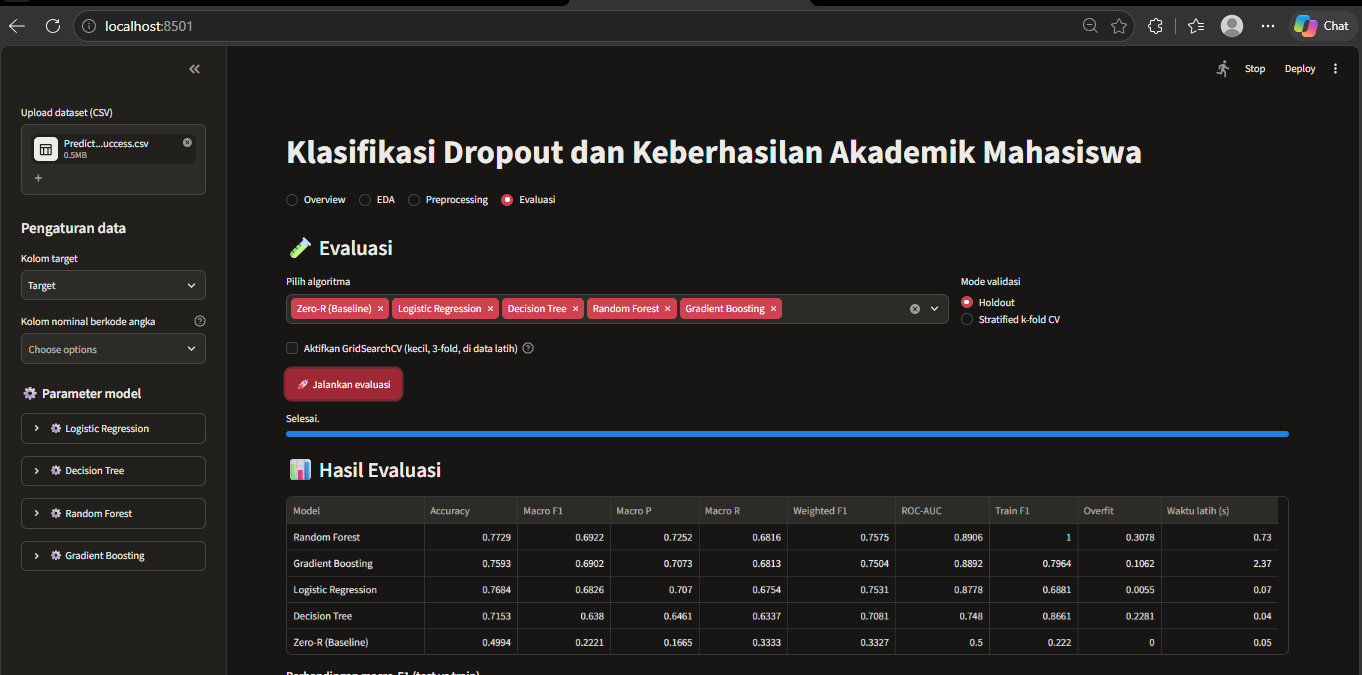 localhost:8501
Chat
Stop
Deploy
Upload dataset (CSV)
Predict...uccess.csv
0.5MB
Pengaturan data
Kolom target
Target
Kolom nominal berkode angka
Choose options
Parameter model
Logistic Regression
Decision Tree
Random Forest
Gradient Boosting
Klasifikasi Dropout dan Keberhasilan Akademik Mahasiswa
Overview EDA Preprocessing Evaluasi
Evaluasi
Pilih algoritma
Zero-R (Baseline) Logistic Regression Decision Tree Random Forest Gradient Boosting
Mode validasi
Holdout
Stratified k-fold CV
Aktifkan GridSearchCV (kecil, 3-fold, di data latih)
Jalankan evaluasi
Selesai.
Hasil Evaluasi
Model Accuracy Macro F1 Macro P Macro R Weighted F1 ROC-AUC Train F1 Overfit Waktu latih (s)
Random Forest 0.7729 0.6922 0.7252 0.6816 0.7575 0.8906 1 0.3078 0.73
Gradient Boosting 0.7593 0.6902 0.7073 0.6813 0.7504 0.8892 0.7964 0.1062 2.37
Logistic Regression 0.7684 0.6826 0.707 0.6754 0.7531 0.8778 0.6881 0.0055 0.07
Decision Tree 0.7153 0.638 0.6461 0.6337 0.7081 0.748 0.8661 0.2281 0.04
Zero-R (Baseline) 0.4994 0.2221 0.1665 0.3333 0.3327 0.5 0.222 0 0.05
Perbandingan macro-F1 (test vs train)